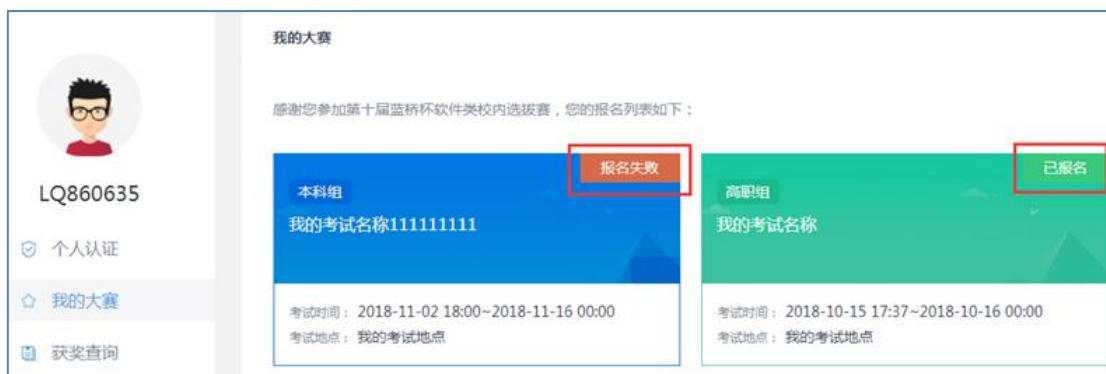 我的大赛
感谢您参加第十届蓝桥杯软件类校内选拔赛，您的报名列表如下：
LQ860635
个人认证
我的大赛
获奖查询
报名失败
本科组
我的考试名称111111111
考试时间： 2018-11-02 18:00~2018-11-16 00:00
考试地点： 我的考试地点
已报名
高职组
我的考试名称
考试时间： 2018-10-15 17:37~2018-10-16 00:00
考试地点： 我的考试地点